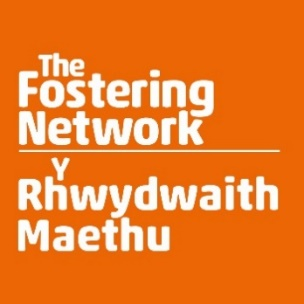 The
Fostering
Network
Y
Rhwydwaith
Maethu